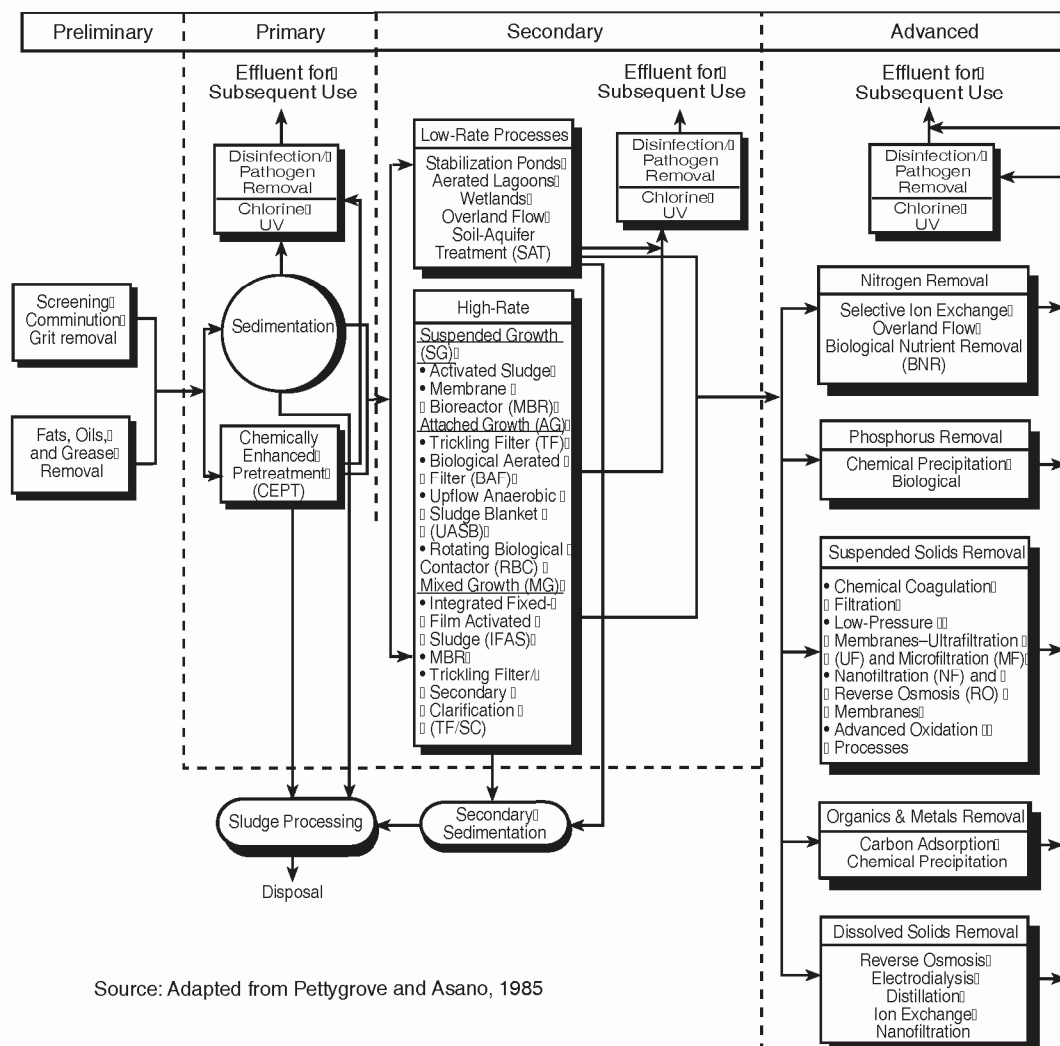 Preliminary
Primary
Secondary
Advanced
Effluent for
Subsequent Use
Disinfection/
Pathogen
Removal
Chlorine
UV
Sedimentation
Screening
Comminution
Grit removal
Fats, Oils,
and Grease
Removal
Chemically
Enhanced
Pretreatment
(CEPT)
Low-Rate Processes
Stabilization Ponds
Aerated Lagoons
Wetlands
Overland Flow
Soil-Aquifer
Treatment (SAT)
High-Rate
Suspended Growth
(SG)
• Activated Sludge
• Membrane
Bioreactor (MBR)
Attached Growth (AG)
• Trickling Filter (TF)
• Biological Aerated
Filter (BAF)
• Upflow Anaerobic
Sludge Blanket
(UASB)
• Rotating Biological
Contactor (RBC)
Mixed Growth (MG)
• Integrated Fixed-
Film Activated
Sludge (IFAS)
• MBR
• Trickling Filter/
Secondary
Clarification
(TF/SC)
Effluent for
Subsequent Use
Disinfection/
Pathogen
Removal
Chlorine
UV
Sludge Processing
Secondary
Sedimentation
Disposal
Effluent for
Subsequent Use
Disinfection/
Pathogen
Removal
Chlorine
UV
Nitrogen Removal
Selective Ion Exchange
Overland Flow
Biological Nutrient Removal
(BNR)
Phosphorus Removal
Chemical Precipitation
Biological
Suspended Solids Removal
• Chemical Coagulation
Filtration
• Low-Pressure
Membranes–Ultrafiltration
(UF) and Microfiltration (MF)
• Nanofiltration (NF) and
Reverse Osmosis (RO)
Membranes
• Advanced Oxidation
Processes
Organics & Metals Removal
Carbon Adsorption
Chemical Precipitation
Dissolved Solids Removal
Reverse Osmosis
Electrodialysis
Distillation
Ion Exchange
Nanofiltration
Source: Adapted from Pettygrove and Asano, 1985